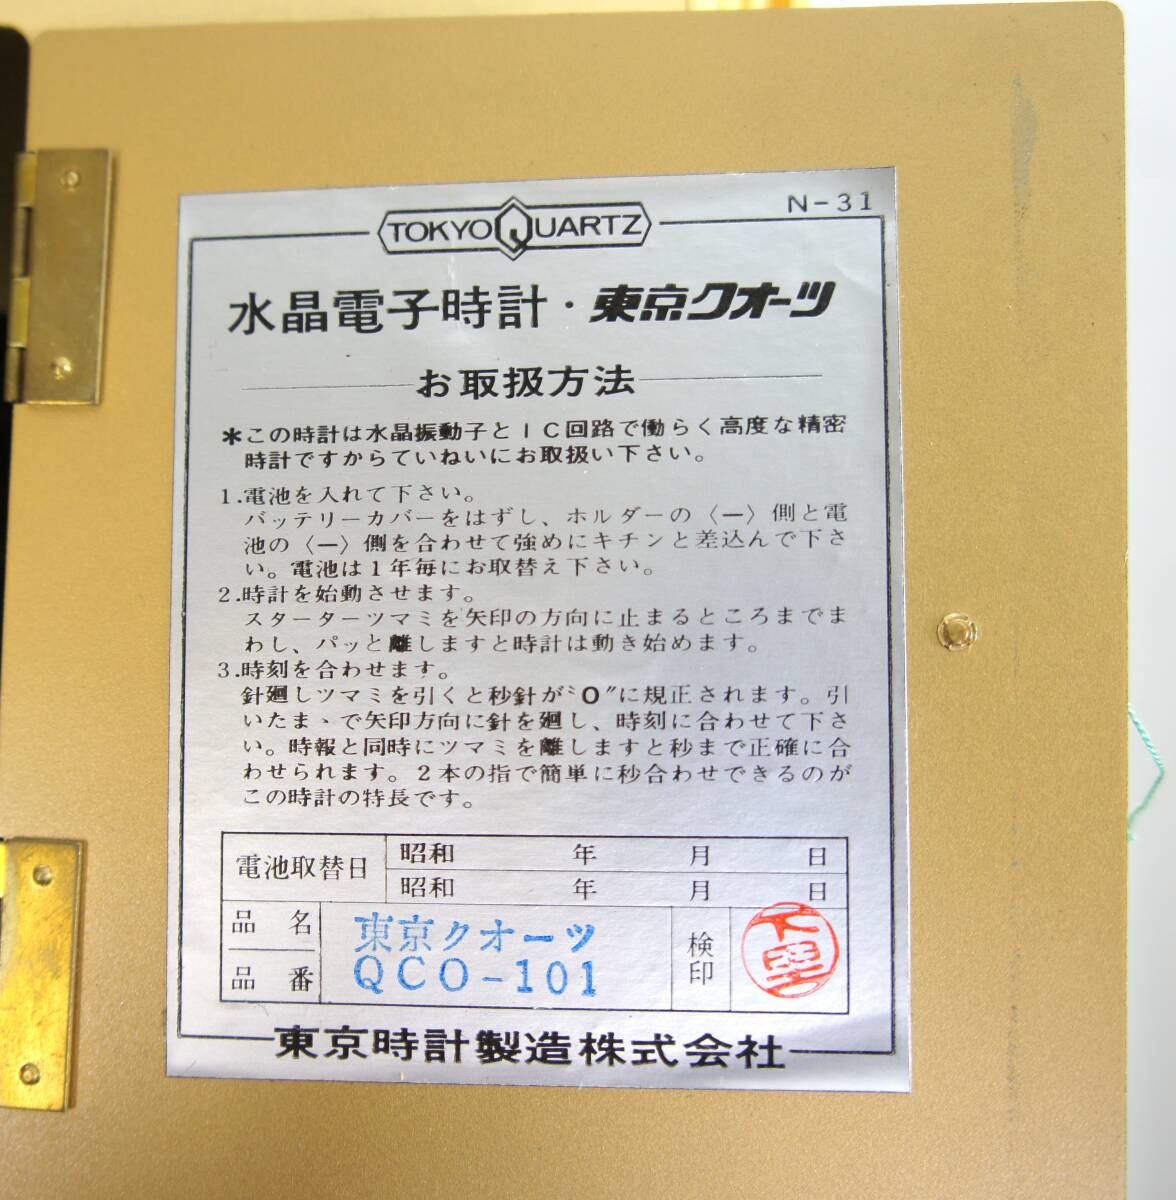 N-31
TOKYO QUARTZ
水晶電子時計・東京クオーツ
お取扱方法
＊この時計は水晶振動子とIC回路で働らく高度な精密
時計ですからていねいにお取扱い下さい。
1.電池を入れて下さい。
バッテリーカバーをはずし、ホルダーの〈—〉側と電
池の〈—〉側を合わせて強めにキチンと差込んで下さ
い。電池は1年毎にお取替え下さい。
2.時計を始動させます。
スターターツマミを矢印の方向に止まるところまでま
わし、パッと離しますと時計は動き始めます。
3.時刻を合わせます。
針廻しツマミを引くと秒針が〝O〟に規正されます。引
いたまゝで矢印方向に針を廻し、時刻に合わせて下さ
い。時報と同時にツマミを離しますと秒まで正確に合
わせられます。2本の指で簡単に秒合わせできるのが
この時計の特長です。
電池取替日 昭和 年 月 日
昭和 年 月 日
品名 東京クオーツ
品番 QCO-101
検印
東京時計製造株式会社